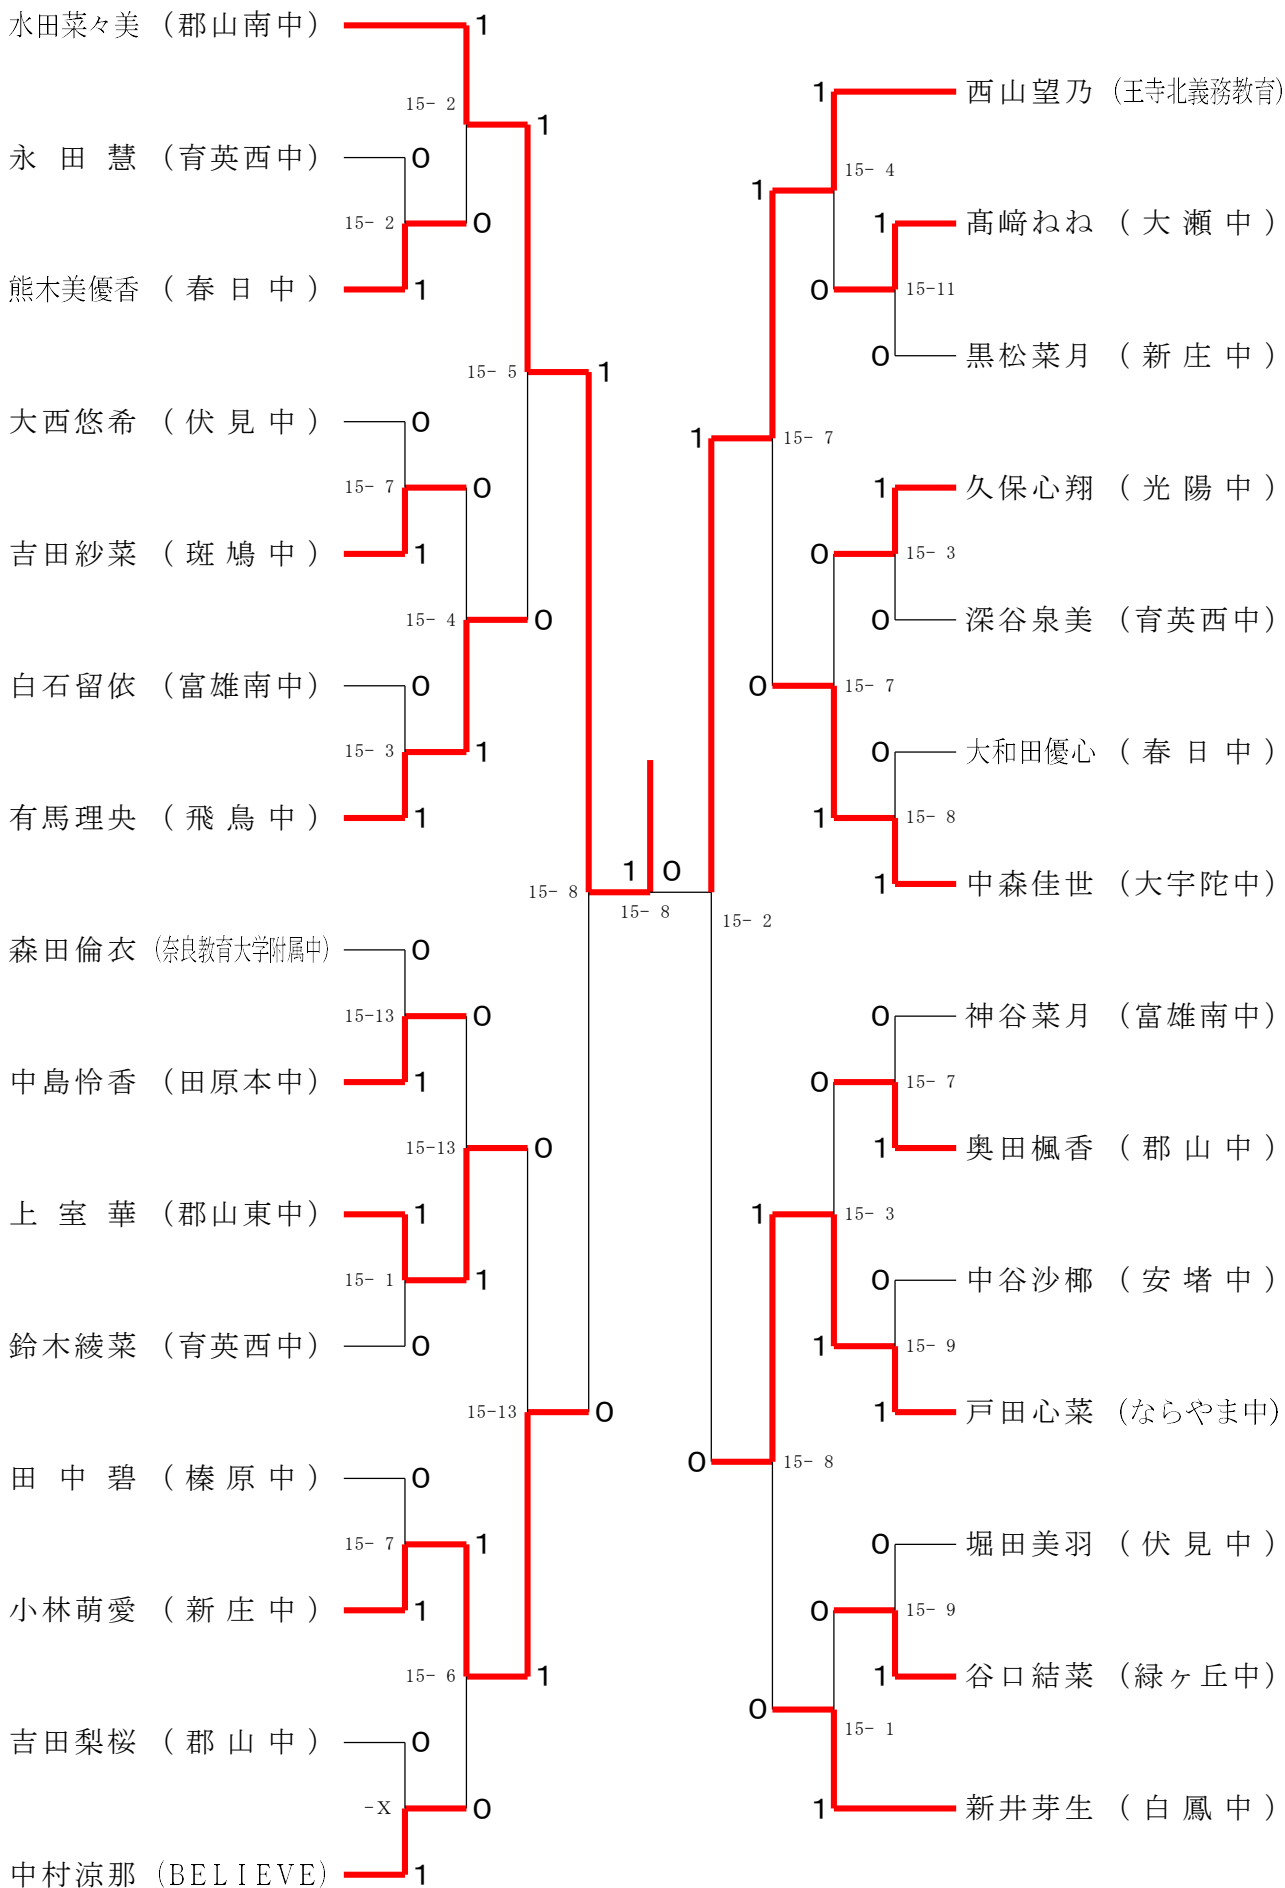 水田菜々美 (郡山南中)
1
15- 2
1
永田慧 (育英西中)
0
15- 2
0
熊木美優香 (春日中)
1
15- 5
1
大西悠希 (伏見中)
0
15- 7
0
吉田紗菜 (斑鳩中)
1
15- 4
0
白石留依 (富雄南中)
0
15- 3
1
有馬理央 (飛鳥中)
1
15- 8
1
0
15- 8
森田倫衣 (奈良教育大学附属中)
0
15-13
0
中島怜香 (田原本中)
1
15-13
0
上室華 (郡山東中)
1
15- 1
1
鈴木綾菜 (育英西中)
0
15-13
0
田中碧 (榛原中)
0
15- 7
1
小林萌愛 (新庄中)
1
15- 6
1
吉田梨桜 (郡山中)
0
-X
0
中村涼那 (BELIEVE)
1
1
西山望乃 (王寺北義務教育)
15- 4
1
1
髙﨑ねね (大瀬中)
0
15-11
0
黒松菜月 (新庄中)
1
15- 7
1
久保心翔 (光陽中)
0
15- 3
0
深谷泉美 (育英西中)
0
15- 7
0
大和田優心 (春日中)
1
15- 8
1
中森佳世 (大宇陀中)
15- 2
0
神谷菜月 (富雄南中)
0
15- 7
1
奥田楓香 (郡山中)
1
15- 3
0
中谷沙椰 (安堵中)
1
15- 9
1
戸田心菜 (ならやま中)
0
15- 8
0
堀田美羽 (伏見中)
0
15- 9
1
谷口結菜 (緑ヶ丘中)
0
15- 1
1
新井芽生 (白鳳中)